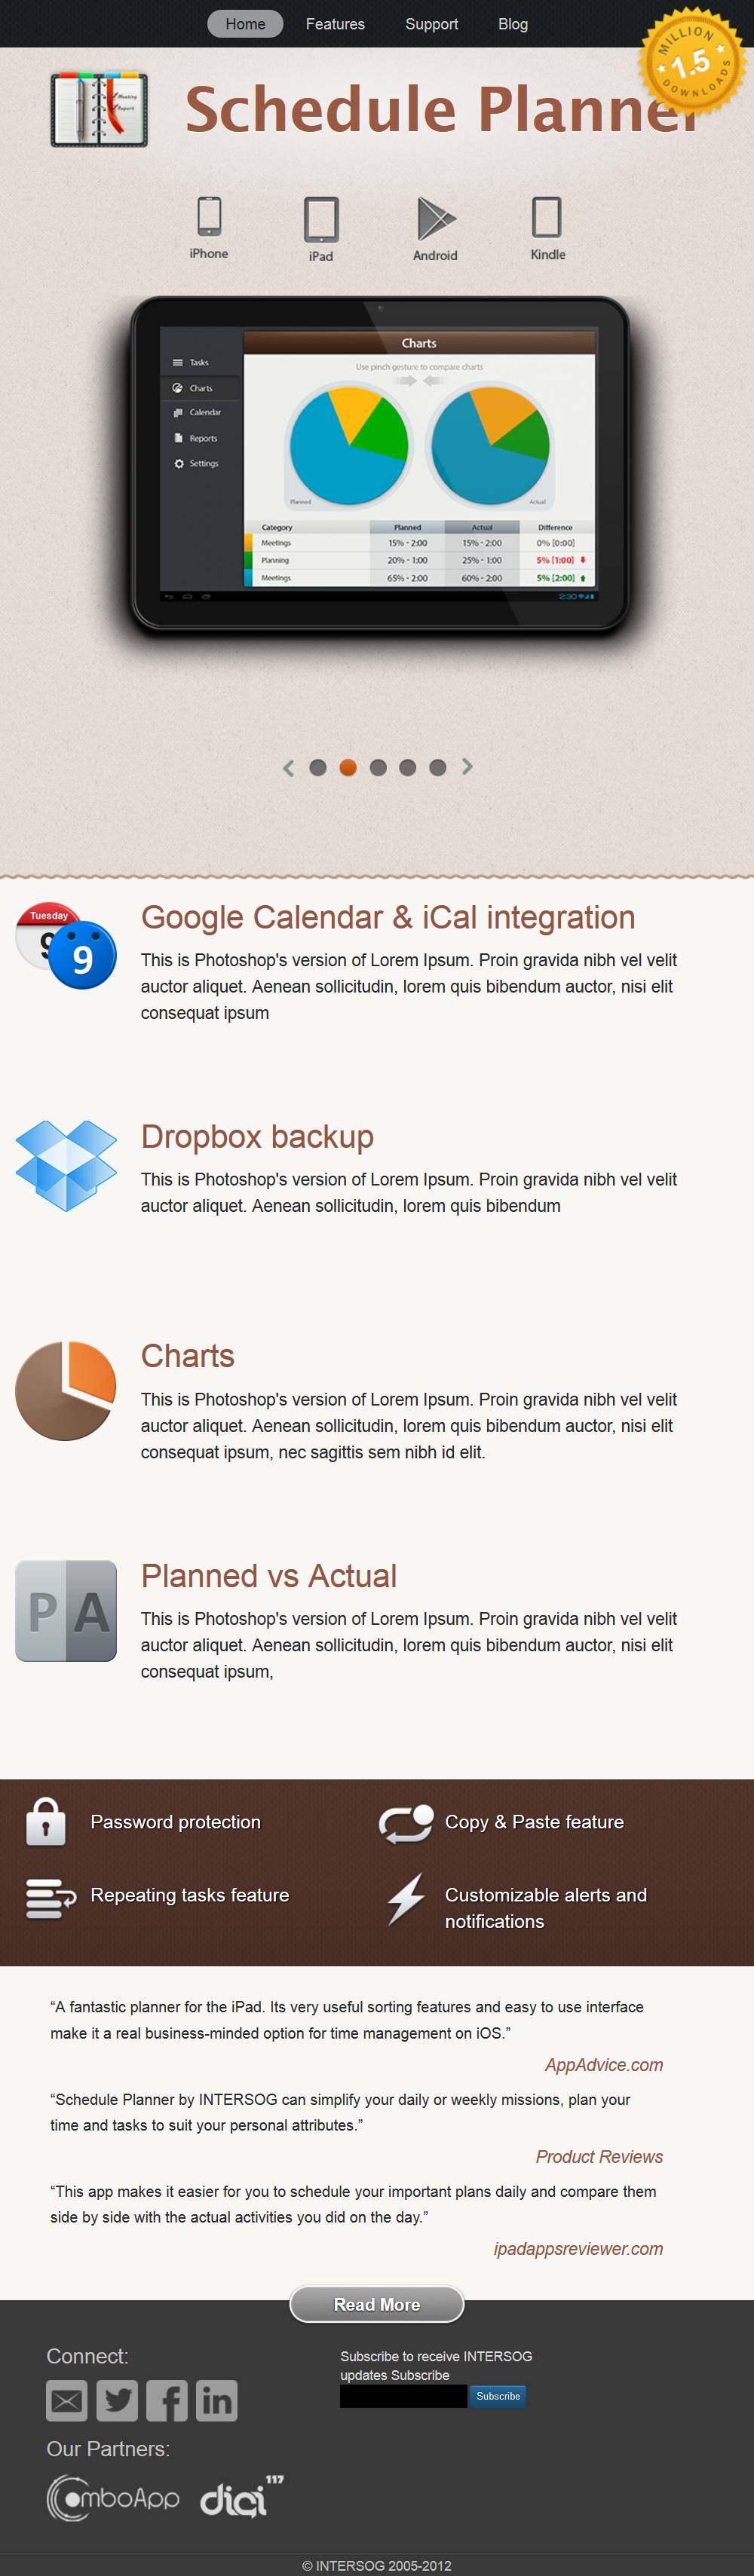 Home Features Support Blog
MILLION
1.5
DOWNLOADS
Meeting
Report
Schedule Planner
iPhone iPad Android Kindle
Charts
Use pinch gesture to compare charts
Tasks
Charts
Calendar
Reports
Settings
Planned Actual
Category Planned Actual Difference
Meetings 15% - 2:00 15% - 2:00 0% [0:00]
Planning 20% - 1:00 25% - 1:00 5% [1:00]
Meetings 65% - 2:00 60% - 2:00 5% [2:00]
2:30
Tuesday
9
9
Google Calendar & iCal integration
This is Photoshop's version of Lorem Ipsum. Proin gravida nibh vel velit
auctor aliquet. Aenean sollicitudin, lorem quis bibendum auctor, nisi elit
consequat ipsum
Dropbox backup
This is Photoshop's version of Lorem Ipsum. Proin gravida nibh vel velit
auctor aliquet. Aenean sollicitudin, lorem quis bibendum
Charts
This is Photoshop's version of Lorem Ipsum. Proin gravida nibh vel velit
auctor aliquet. Aenean sollicitudin, lorem quis bibendum auctor, nisi elit
consequat ipsum, nec sagittis sem nibh id elit.
P A
Planned vs Actual
This is Photoshop's version of Lorem Ipsum. Proin gravida nibh vel velit
auctor aliquet. Aenean sollicitudin, lorem quis bibendum auctor, nisi elit
consequat ipsum,
Password protection
Copy & Paste feature
Repeating tasks feature
Customizable alerts and
notifications
“A fantastic planner for the iPad. Its very useful sorting features and easy to use interface
make it a real business-minded option for time management on iOS.”
AppAdvice.com
“Schedule Planner by INTERSOG can simplify your daily or weekly missions, plan your
time and tasks to suit your personal attributes.”
Product Reviews
“This app makes it easier for you to schedule your important plans daily and compare them
side by side with the actual activities you did on the day.”
ipadappsreviewer.com
Read More
Connect:
Subscribe to receive INTERSOG
updates Subscribe
Subscribe
Our Partners:
ComboApp digi117
© INTERSOG 2005-2012